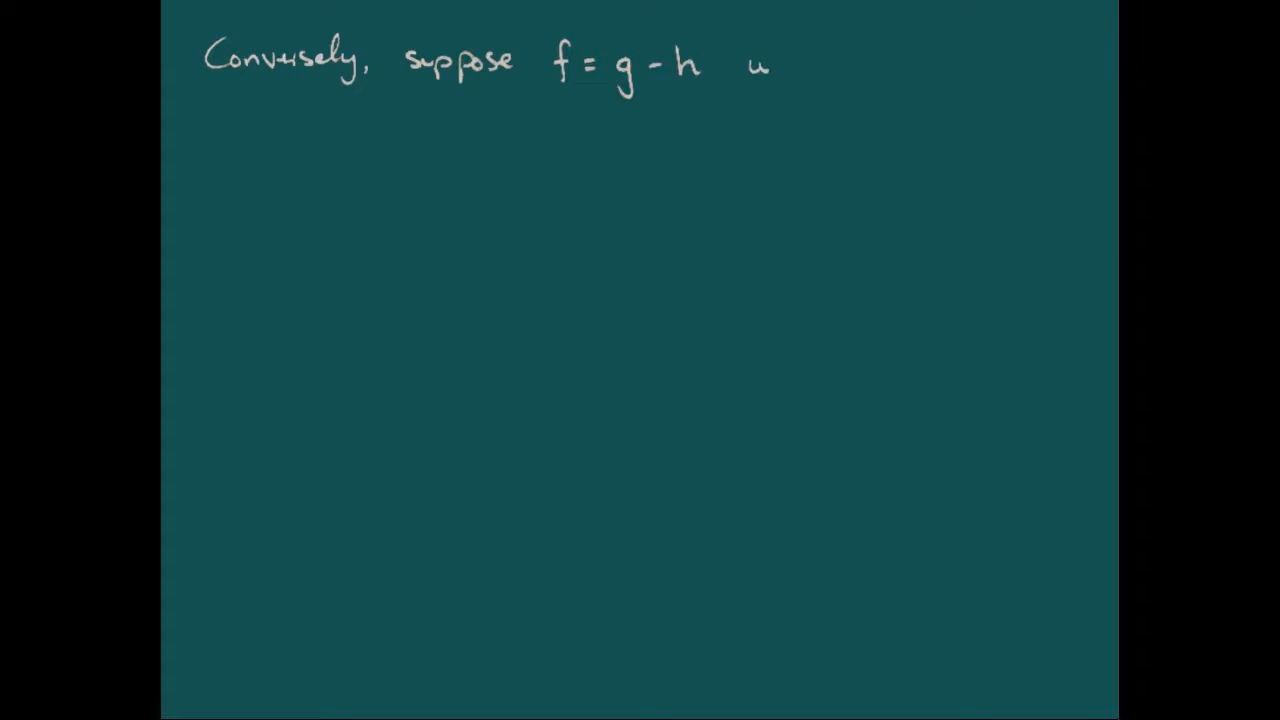 Conversely, suppose f = g - h